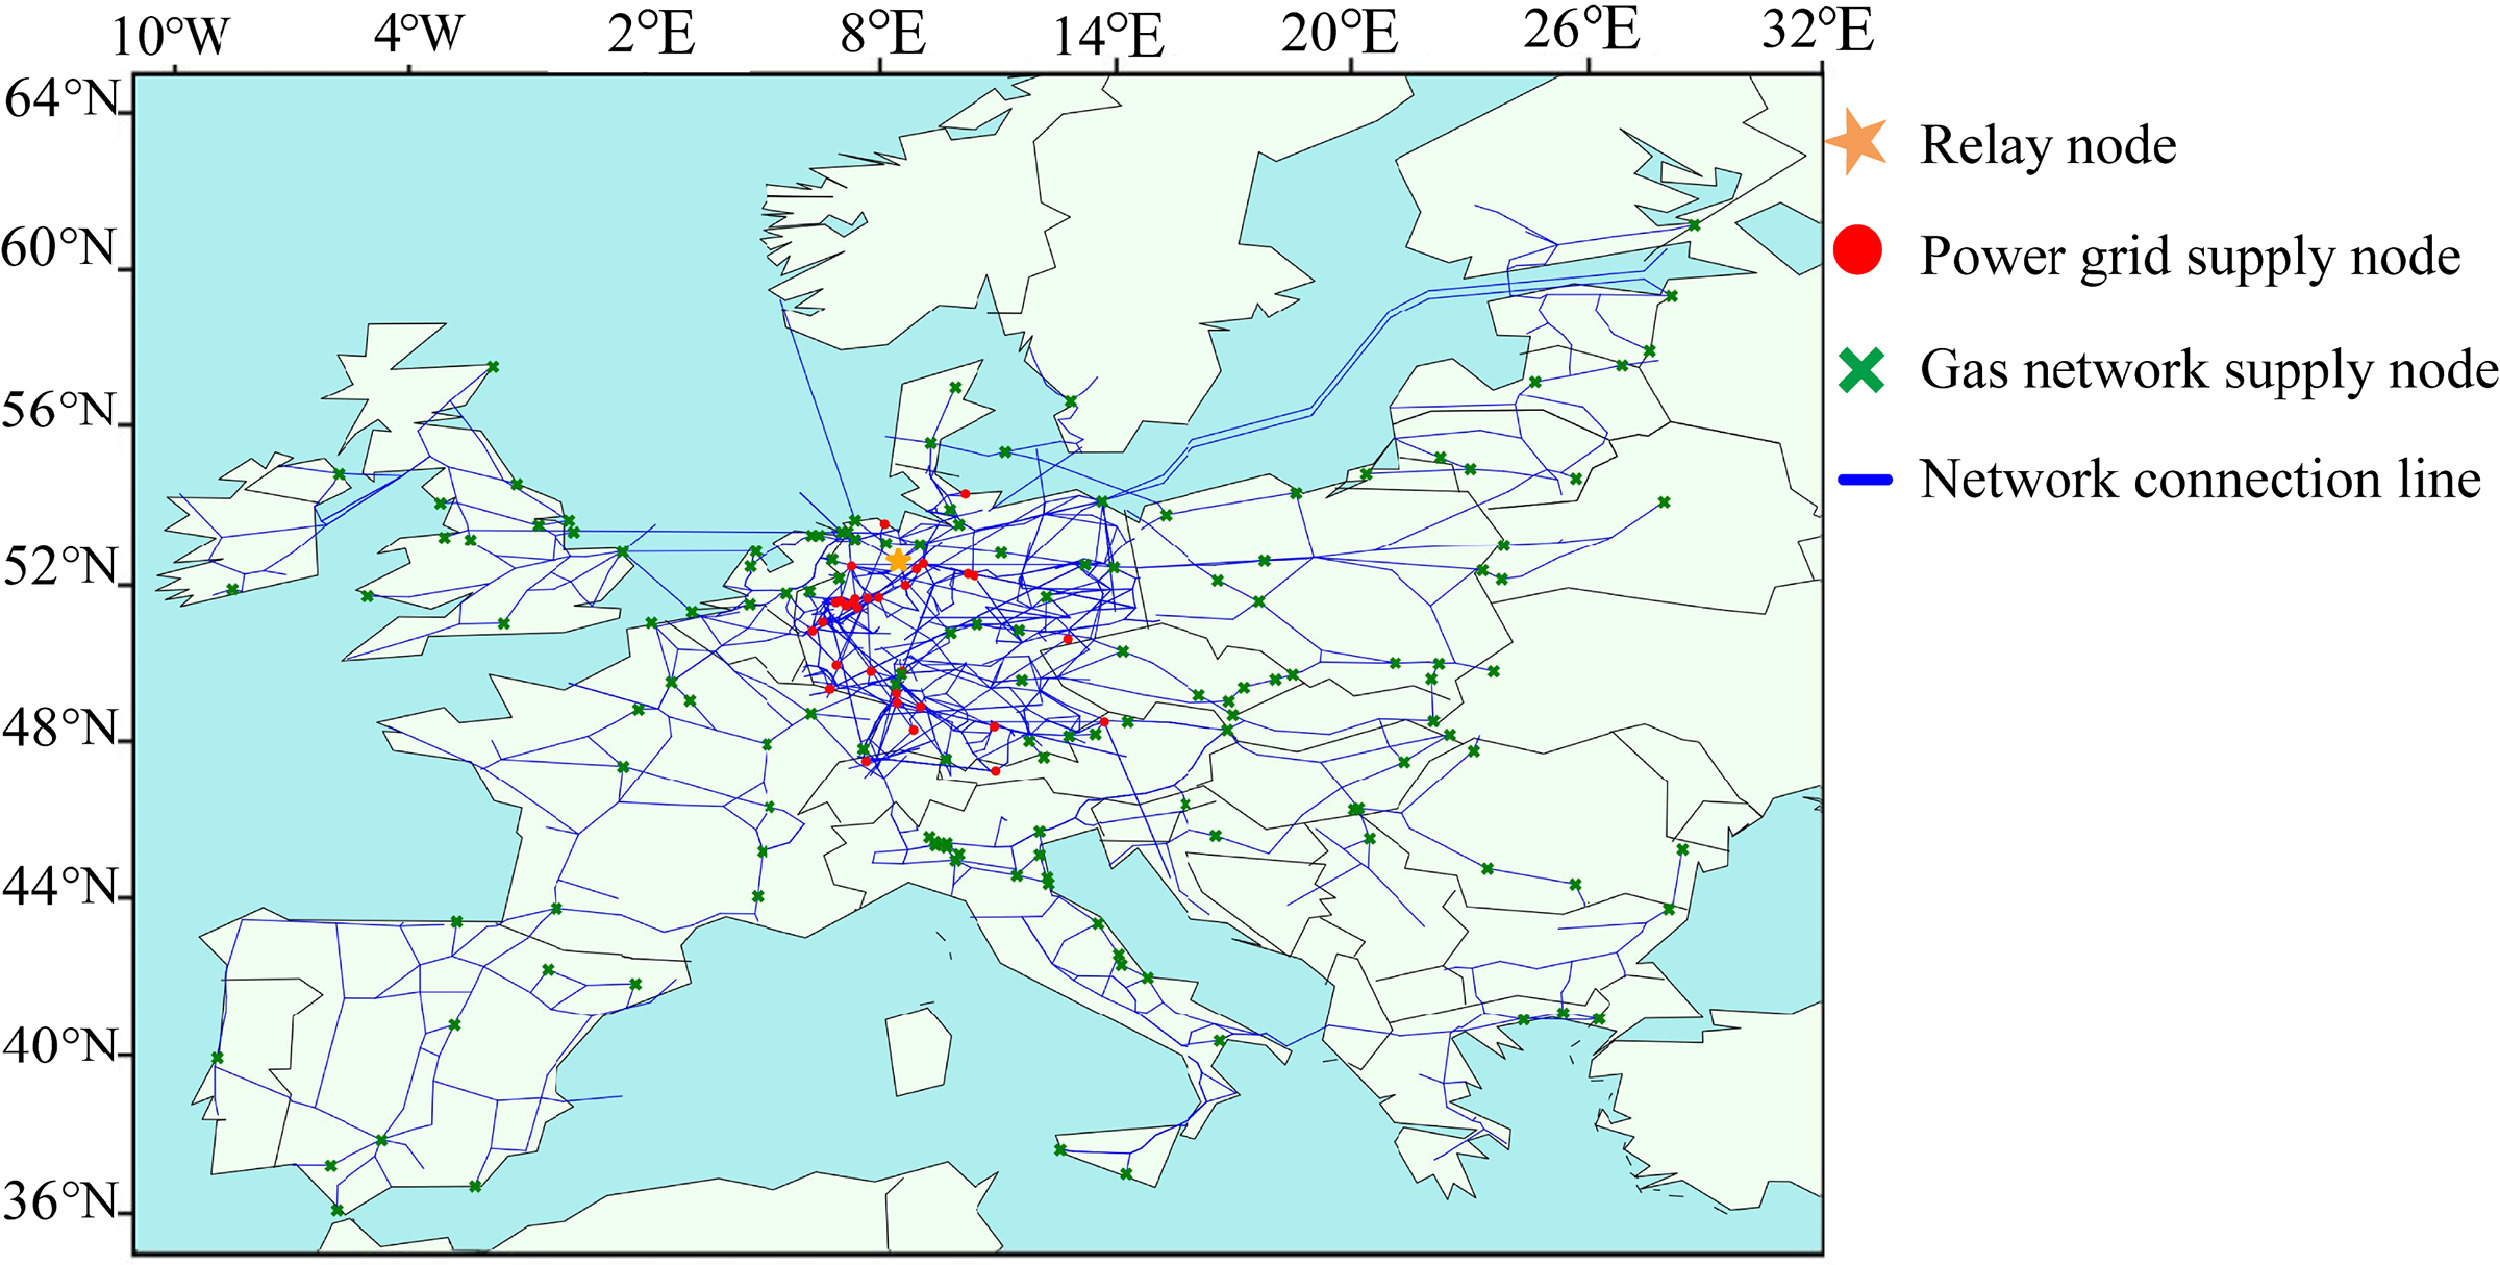 10°W 4°W 2°E 8°E 14°E 20°E 26°E 32°E
64°N
60°N
56°N
52°N
48°N
44°N
40°N
36°N
Relay node
Power grid supply node
Gas network supply node
Network connection line